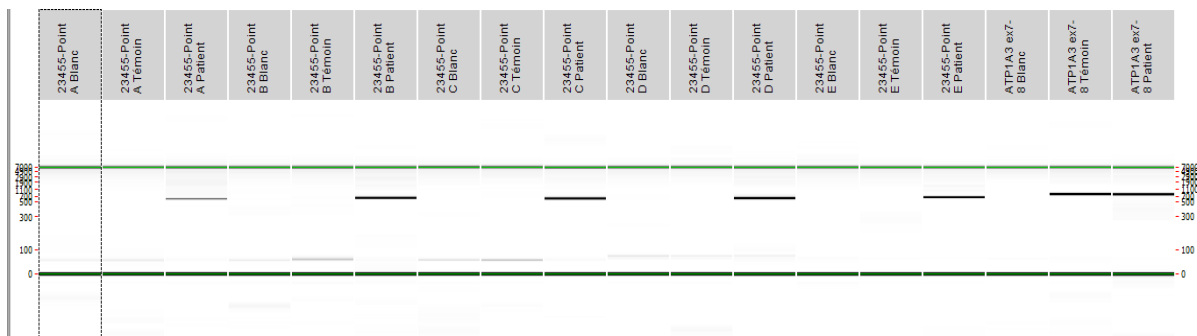 23455-Point
A Blanc
23455-Point
A Témoin
23455-Point
A Patient
23455-Point
B Blanc
23455-Point
B Témoin
23455-Point
B Patient
23455-Point
C Blanc
23455-Point
C Témoin
23455-Point
C Patient
23455-Point
D Blanc
23455-Point
D Témoin
23455-Point
D Patient
23455-Point
E Blanc
23455-Point
E Témoin
23455-Point
E Patient
ATP1A3 ex7-
8 Blanc
ATP1A3 ex7-
8 Témoin
ATP1A3 ex7-
8 Patient
7000
500
300
100
0
7000
500
300
100
0